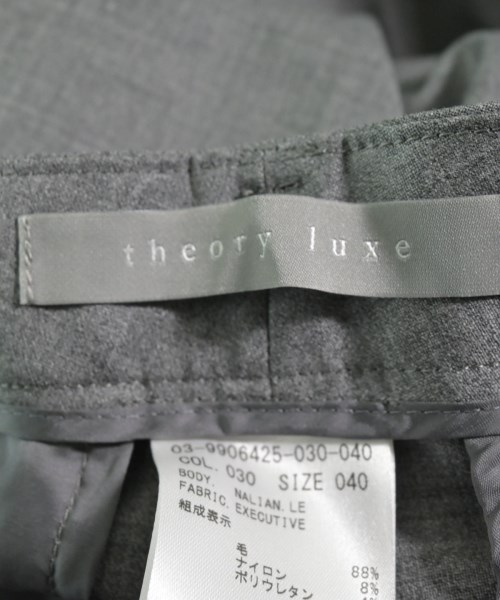 theory luxe
03-9906425-030-040
COL. 030 SIZE 040
BODY. NALIAN.LE
FABRIC. EXECUTIVE
組成表示
毛 88%
ナイロン 8%
ポリウレタン 4%